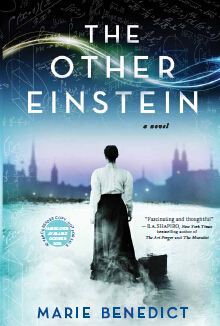 THE
OTHER
EINSTEIN
a novel
"Fascinating and thoughtful"
— B.A. SHAPIRO, New York Times
bestselling author of
The Art Forger and The Muralist
MARIE BENEDICT